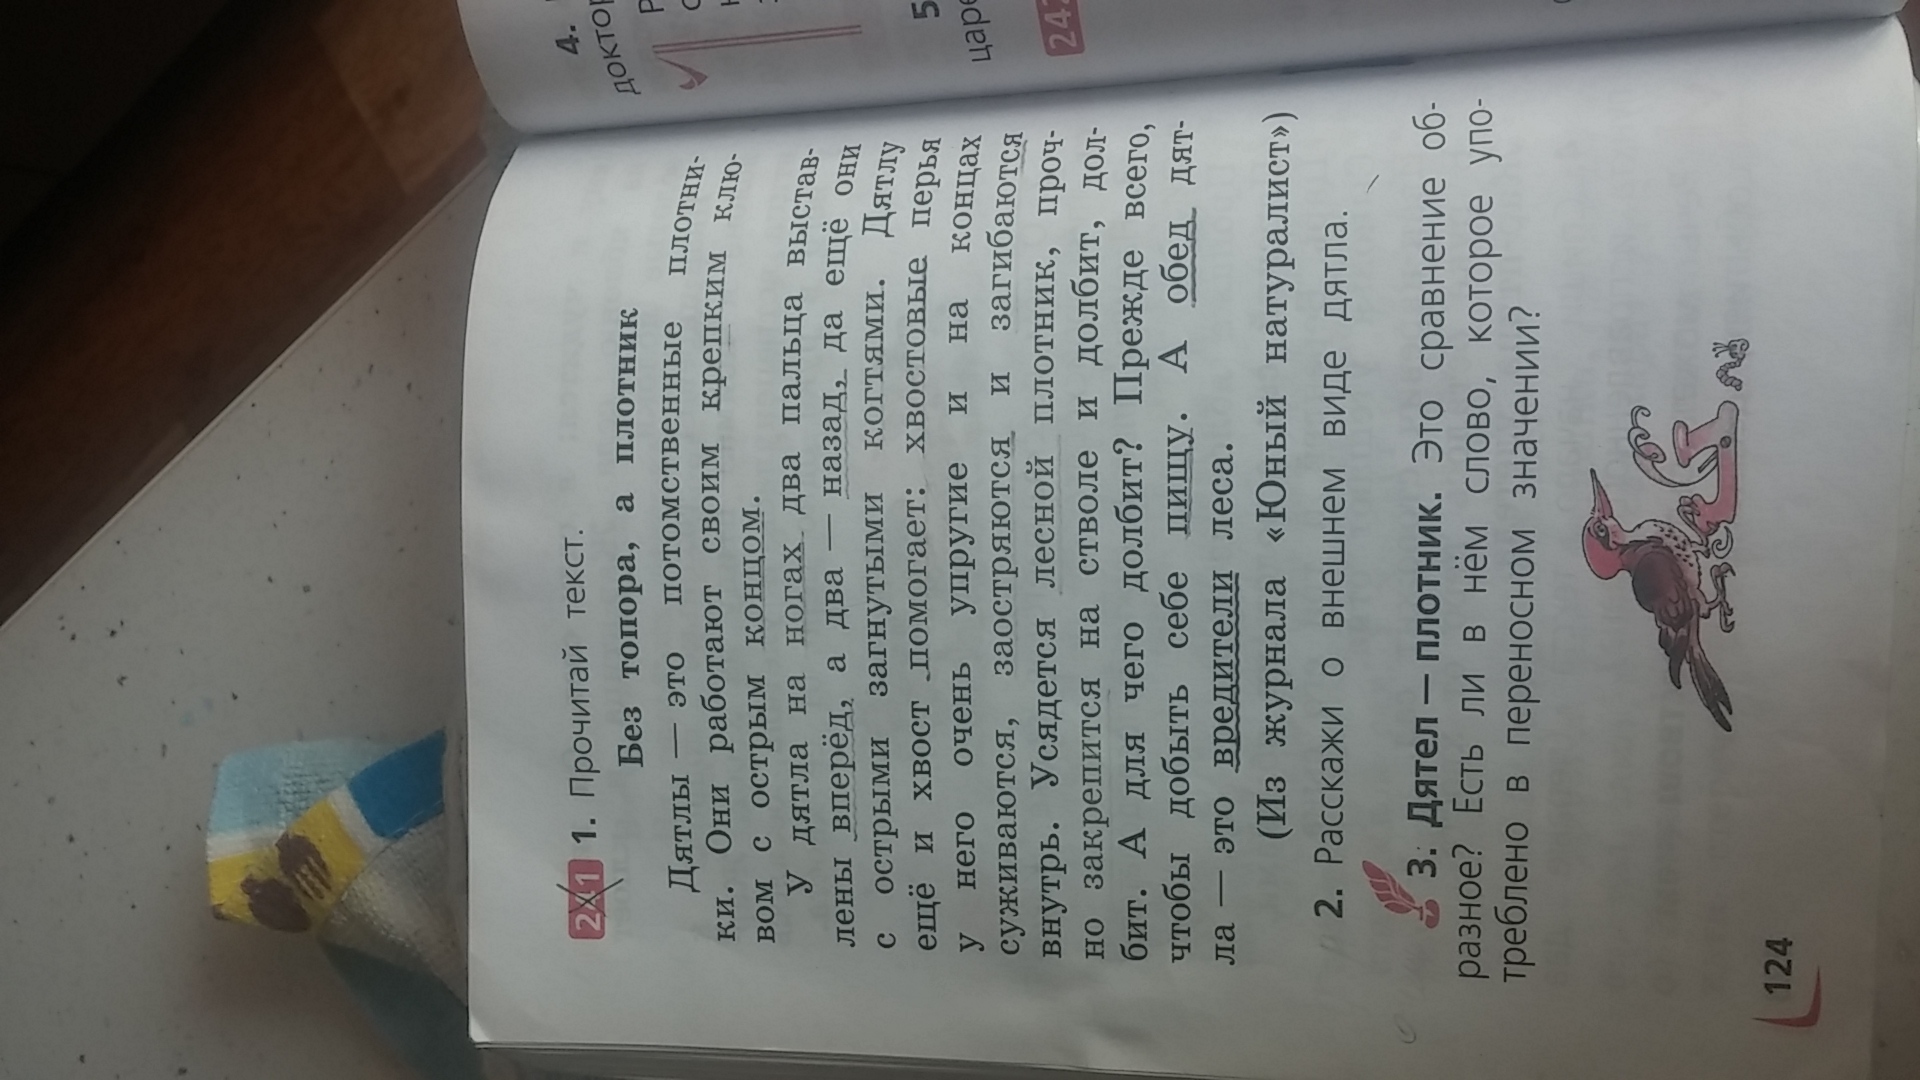 241 1. Прочитай текст.
Без топора, а плотник
Дятлы — это потомственные плотни-
ки. Они работают своим крепким клю-
вом с острым концом.
У дятла на ногах два пальца выстав-
лены вперёд, а два — назад, да ещё они
с острыми загнутыми когтями. Дятлу
ещё и хвост помогает: хвостовые перья
у него очень упругие и на концах
суживаются, заостряются и загибаются
внутрь. Усядется лесной плотник, проч-
но закрепится на стволе и долбит, дол-
бит. А для чего долбит? Прежде всего,
чтобы добыть себе пищу. А обед дят-
ла — это вредители леса.
(Из журнала «Юный натуралист»)
2. Расскажи о внешнем виде дятла.
3. Дятел — плотник. Это сравнение об-
разное? Есть ли в нём слово, которое упо-
треблено в переносном значении?
124
4.
доктор
5
царе
242